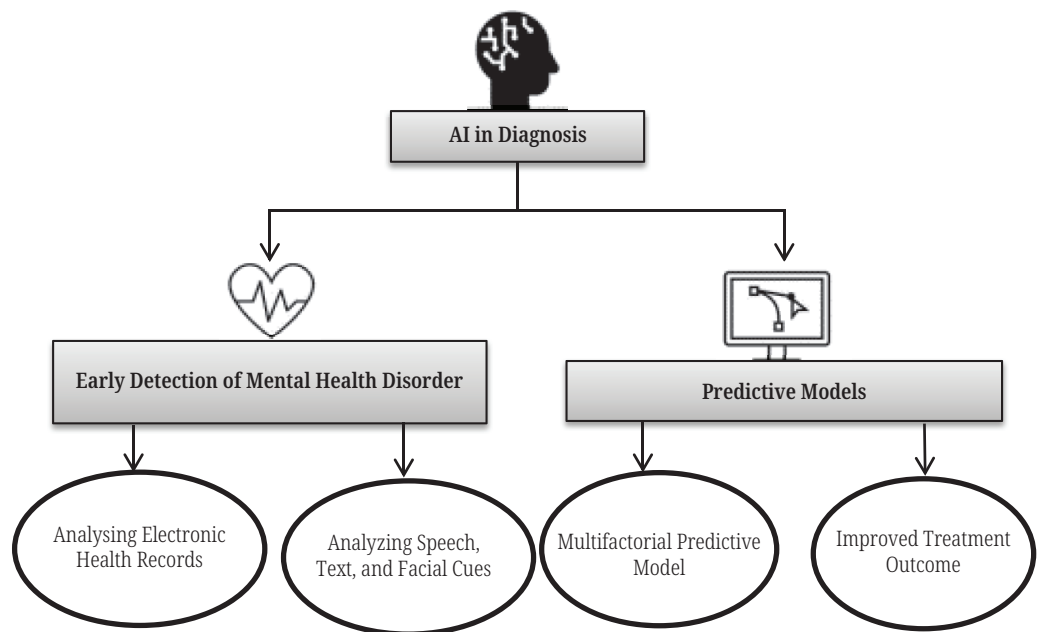 AI in Diagnosis
Early Detection of Mental Health Disorder
Predictive Models
Analysing Electronic
Health Records
Analyzing Speech,
Text, and Facial Cues
Multifactorial Predictive
Model
Improved Treatment
Outcome